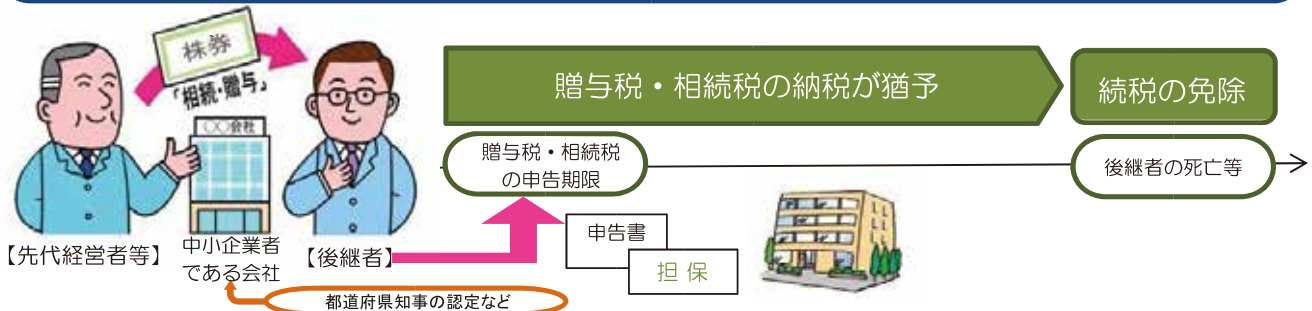 株券
「相続・贈与」
〇〇会社
【先代経営者等】
中小企業者
である会社
【後継者】
都道府県知事の認定など
贈与税・相続税の納税が猶予
続税の免除
贈与税・相続税
の申告期限
後継者の死亡等
申告書
担 保